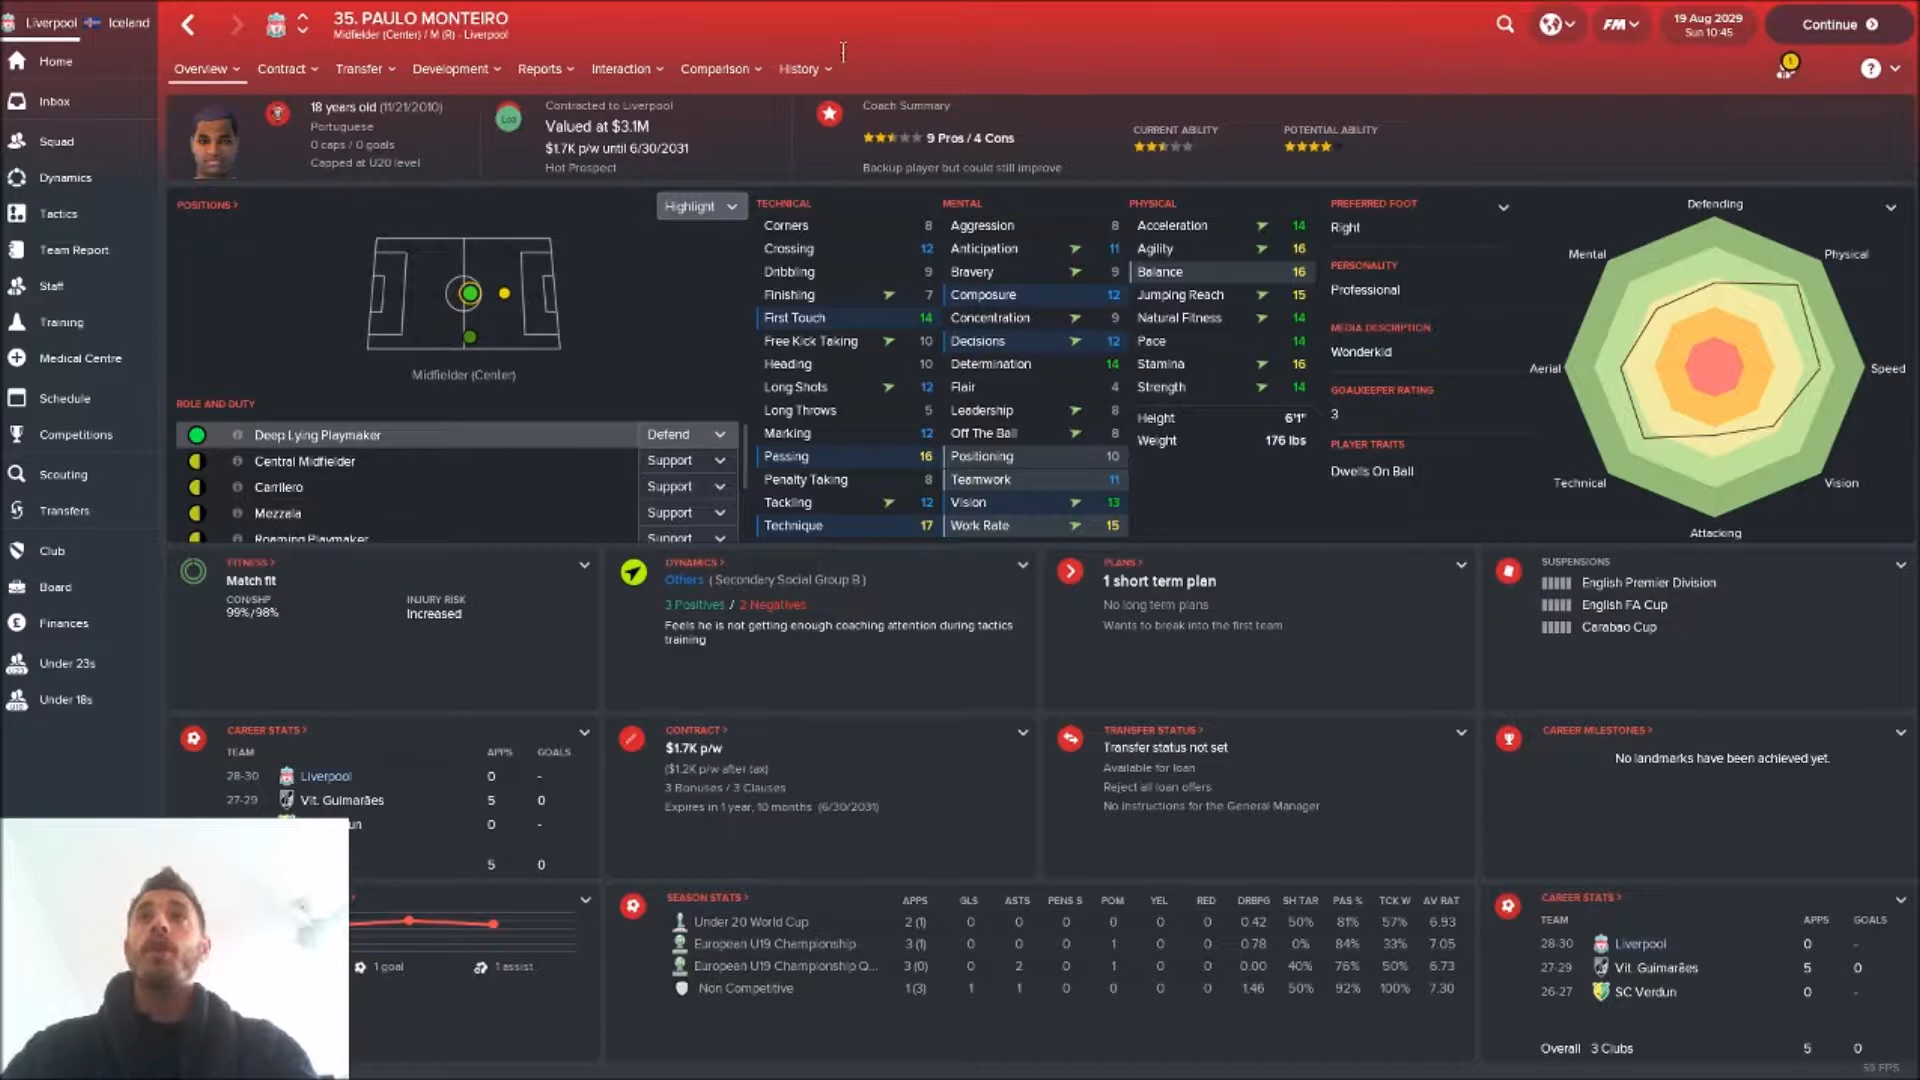 Liverpool Iceland
35. PAULO MONTEIRO
Midfielder (Center) / M (R) - Liverpool
FM
19 Aug 2029
Sun 10:45
Continue
Overview Contract Transfer Development Reports Interaction Comparison History
Home
Inbox
Squad
Dynamics
Tactics
Team Report
Staff
Training
Medical Centre
Schedule
Competitions
Scouting
Transfers
Club
Board
Finances
Under 23s
Under 18s
18 years old (11/21/2010)
Portuguese
0 caps / 0 goals
Capped at U20 level
Loa
Contracted to Liverpool
Valued at $3.1M
$1.7K p/w until 6/30/2031
Hot Prospect
Coach Summary
9 Pros / 4 Cons
Backup player but could still improve
CURRENT ABILITY
POTENTIAL ABILITY
POSITIONS >
Highlight
Midfielder (Center)
ROLE AND DUTY
Deep Lying Playmaker Defend
Central Midfielder Support
Carrilero Support
Mezzala Support
Roaming Playmaker Support
TECHNICAL
Corners 8
Crossing 12
Dribbling 9
Finishing 7
First Touch 14
Free Kick Taking 10
Heading 10
Long Shots 12
Long Throws 5
Marking 12
Passing 16
Penalty Taking 8
Tackling 12
Technique 17
MENTAL
Aggression 8
Anticipation 11
Bravery 9
Composure 12
Concentration 9
Decisions 12
Determination 14
Flair 4
Leadership 8
Off The Ball 8
Positioning 10
Teamwork 11
Vision 13
Work Rate 15
PHYSICAL
Acceleration 14
Agility 16
Balance 16
Jumping Reach 15
Natural Fitness 14
Pace 14
Stamina 16
Strength 14
Height 6'1"
Weight 176 lbs
PREFERRED FOOT
Right
PERSONALITY
Professional
MEDIA DESCRIPTION
Wonderkid
GOALKEEPER RATING
3
PLAYER TRAITS
Dwells On Ball
Defending
Physical
Speed
Vision
Attacking
Technical
Aerial
Mental
FITNESS >
Match fit
CON/SHP
99%/98%
INJURY RISK
Increased
DYNAMICS >
Others ( Secondary Social Group B )
3 Positives / 2 Negatives
Feels he is not getting enough coaching attention during tactics
training
PLANS >
1 short term plan
No long term plans
Wants to break into the first team
SUSPENSIONS
English Premier Division
English FA Cup
Carabao Cup
CAREER STATS >
TEAM APPS GOALS
28-30 Liverpool 0 -
27-29 Vit. Guimarães 5 0
un 0 -
5 0
CONTRACT >
$1.7K p/w
($1.2K p/w after tax)
3 Bonuses / 3 Clauses
Expires in 1 year, 10 months (6/30/2031)
TRANSFER STATUS >
Transfer status not set
Available for loan
Reject all loan offers
No instructions for the General Manager
CAREER MILESTONES >
No landmarks have been achieved yet.
>
1 goal 1 assist
SEASON STATS > APPS GLS ASTS PENS S POM YEL RED DRBPG SH TAR PAS % TCK W AV RAT
Under 20 World Cup 2 (1) 0 0 0 0 0 0 0.42 50% 81% 57% 6.93
European U19 Championship 3 (1) 0 0 0 1 0 0 0.78 0% 84% 33% 7.05
European U19 Championship Q... 3 (0) 0 2 0 1 0 0 0.00 40% 76% 50% 6.73
Non Competitive 1 (3) 1 1 0 0 0 0 1.46 50% 92% 100% 7.30
CAREER STATS >
TEAM APPS GOALS
28-30 Liverpool 0 -
27-29 Vit. Guimarães 5 0
26-27 SC Verdun 0 -
Overall 3 Clubs 5 0
53 FPS